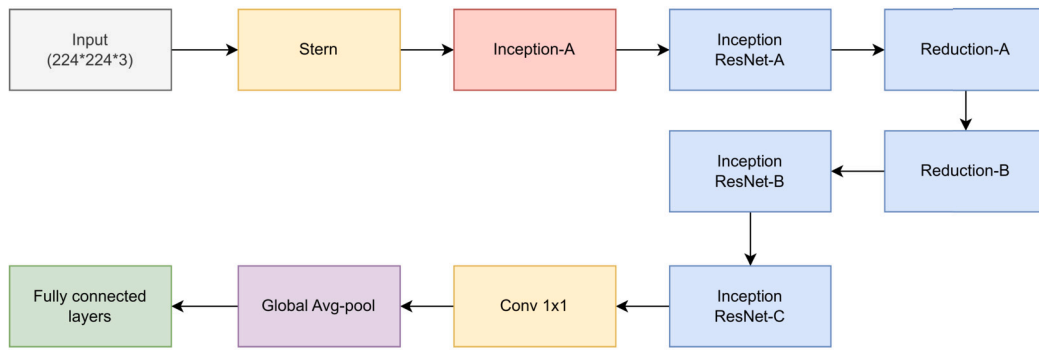 Input
(224*224*3)
Stern
Inception-A
Inception
ResNet-A
Reduction-A
Inception
ResNet-B
Reduction-B
Fully connected
layers
Global Avg-pool
Conv 1x1
Inception
ResNet-C